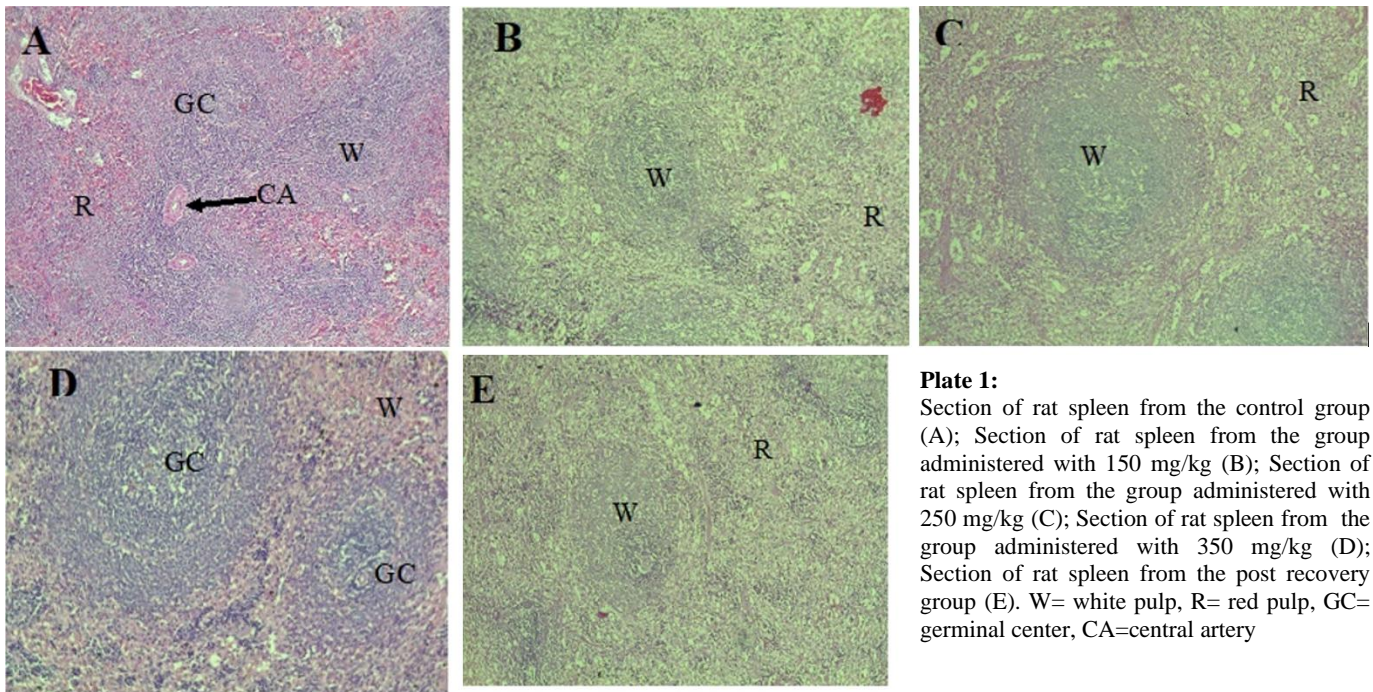 A
GC
W
CA
R
B
W
R
C
R
W
D
W
GC
GC
E
R
W
Plate 1:
Section of rat spleen from the control group
(A); Section of rat spleen from the group
administered with 150 mg/kg (B); Section of
rat spleen from the group administered with
250 mg/kg (C); Section of rat spleen from the
group administered with 350 mg/kg (D);
Section of rat spleen from the post recovery
group (E). W= white pulp, R= red pulp, GC=
germinal center, CA=central artery